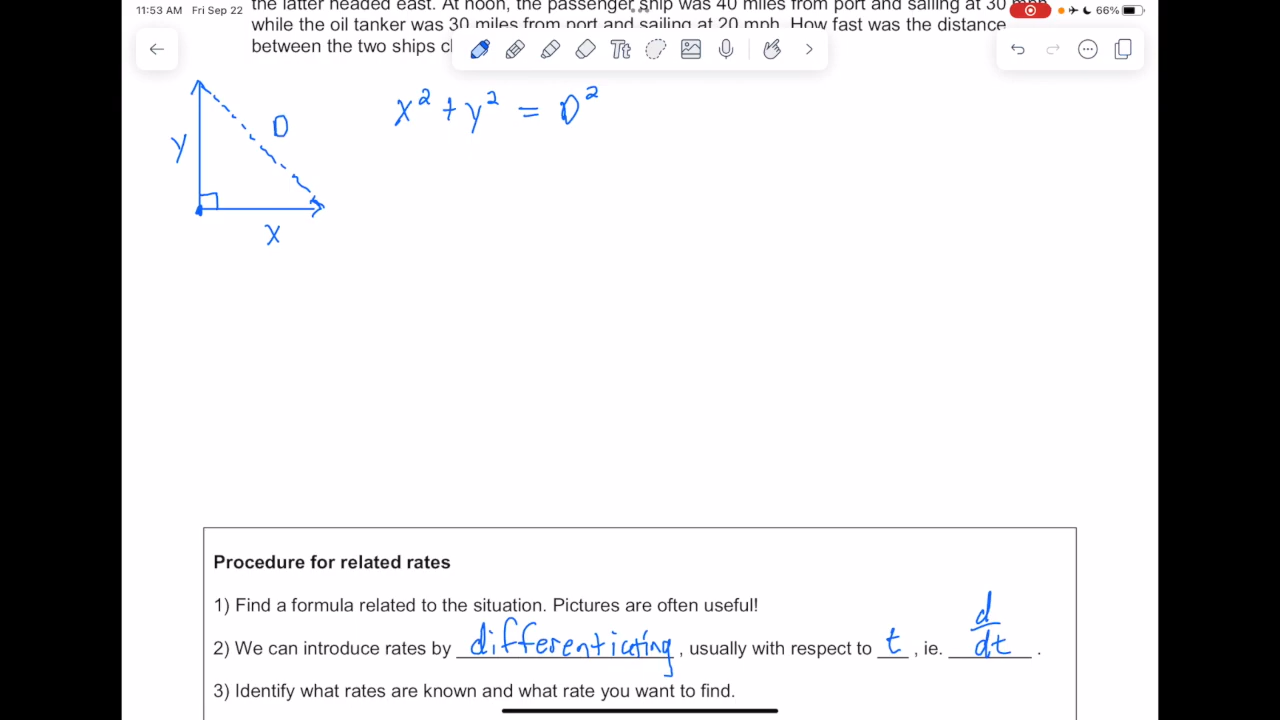 11:53 AM Fri Sep 22
66%
the latter headed east. At noon, the passenger ship was 40 miles from port and sailing at 30 mph
while the oil tanker was 30 miles from port and sailing at 20 mph. How fast was the distance
between the two ships
Tt
x² + y² = D²
D
y
x
Procedure for related rates
1) Find a formula related to the situation. Pictures are often useful!
2) We can introduce rates by differentiating, usually with respect to t, ie. d/dt.
3) Identify what rates are known and what rate you want to find.